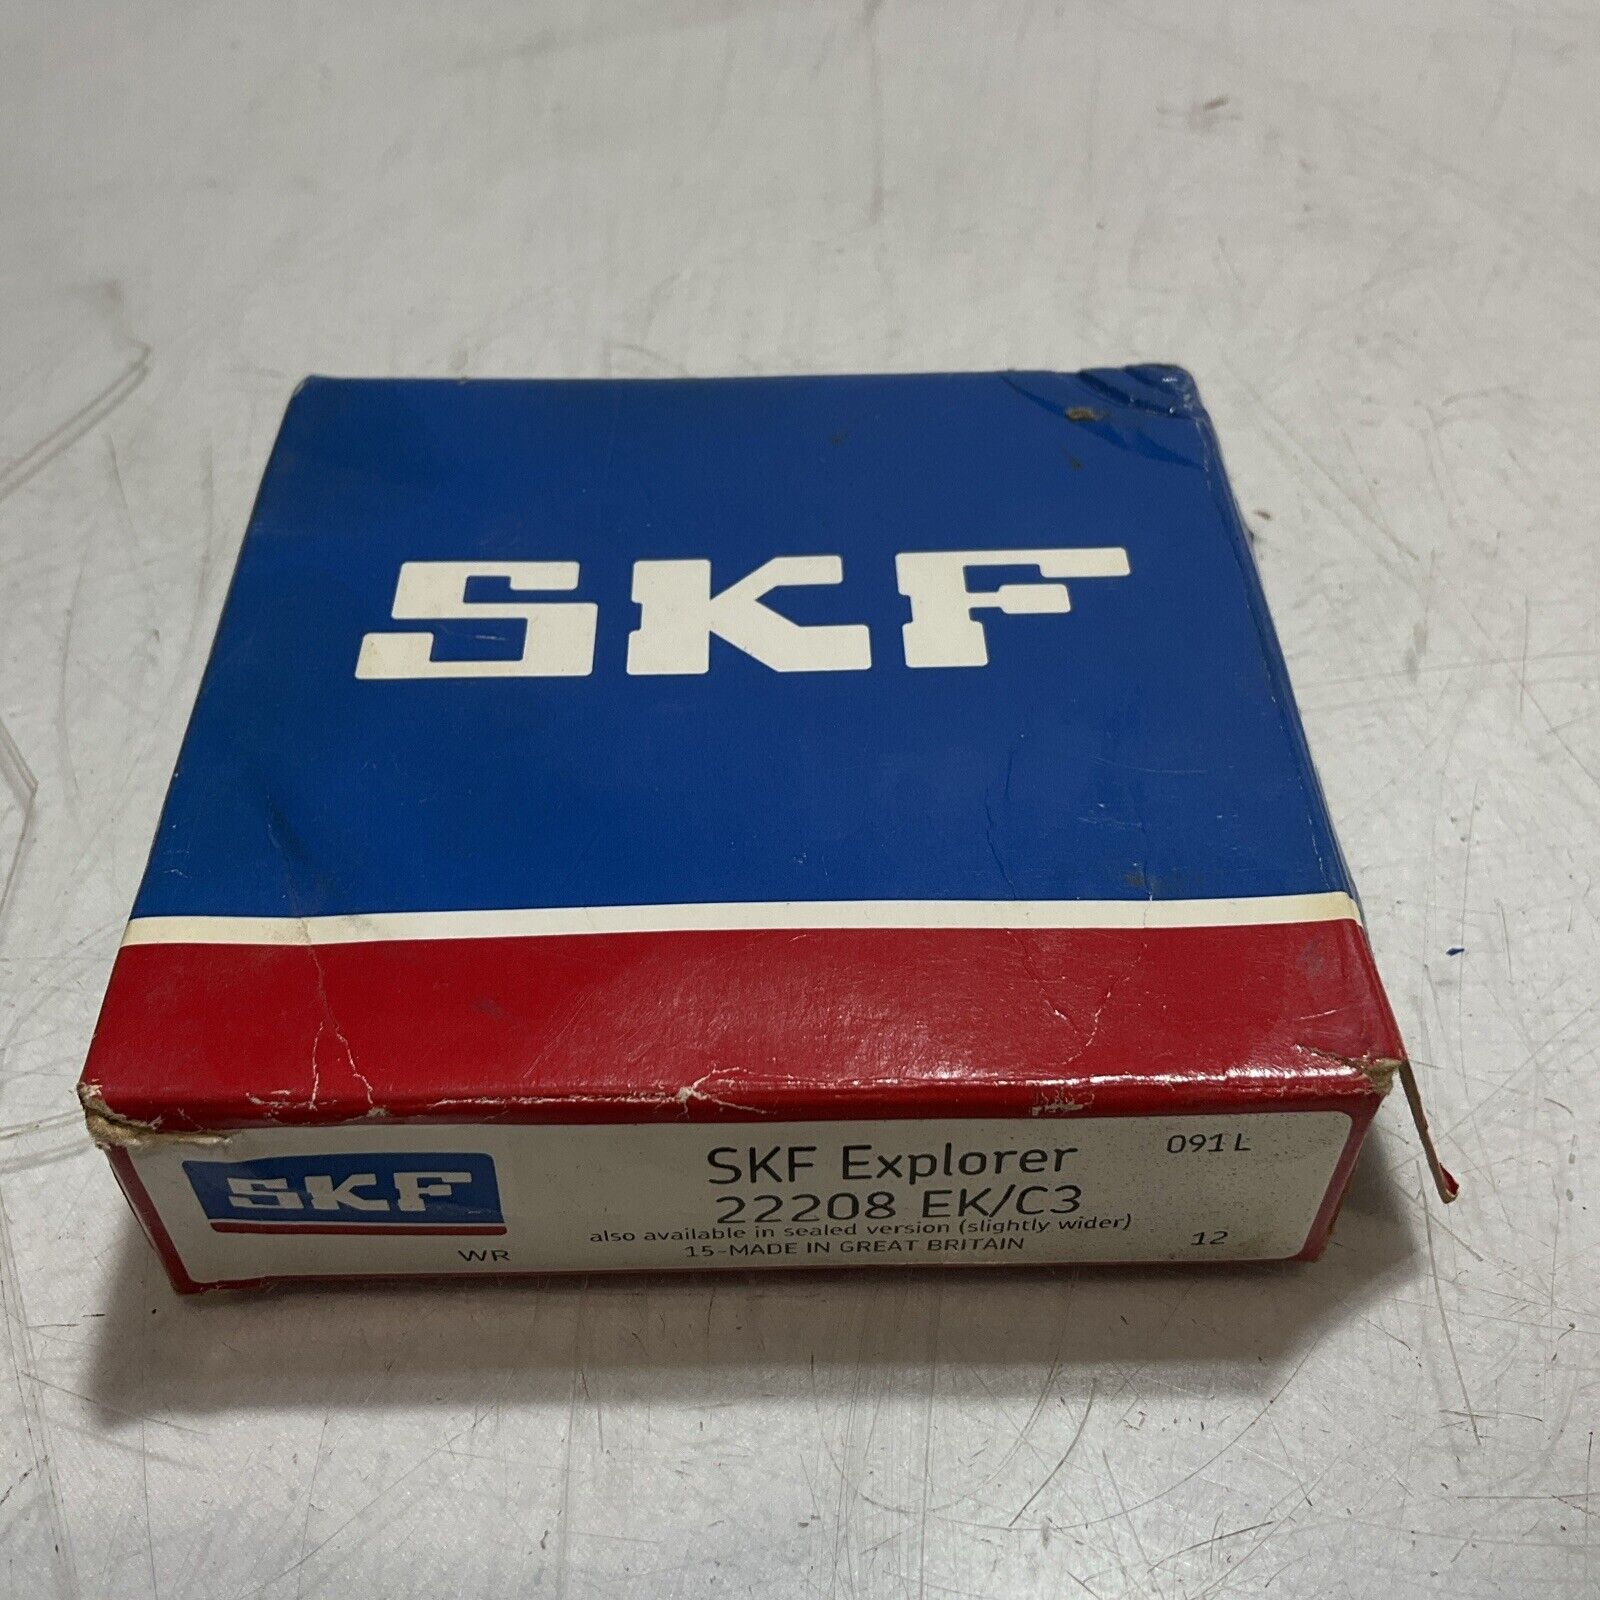 SKF
SKF
WR
SKF Explorer
22208 EK/C3
also available in sealed version (slightly wider)
15-MADE IN GREAT BRITAIN
091L
12